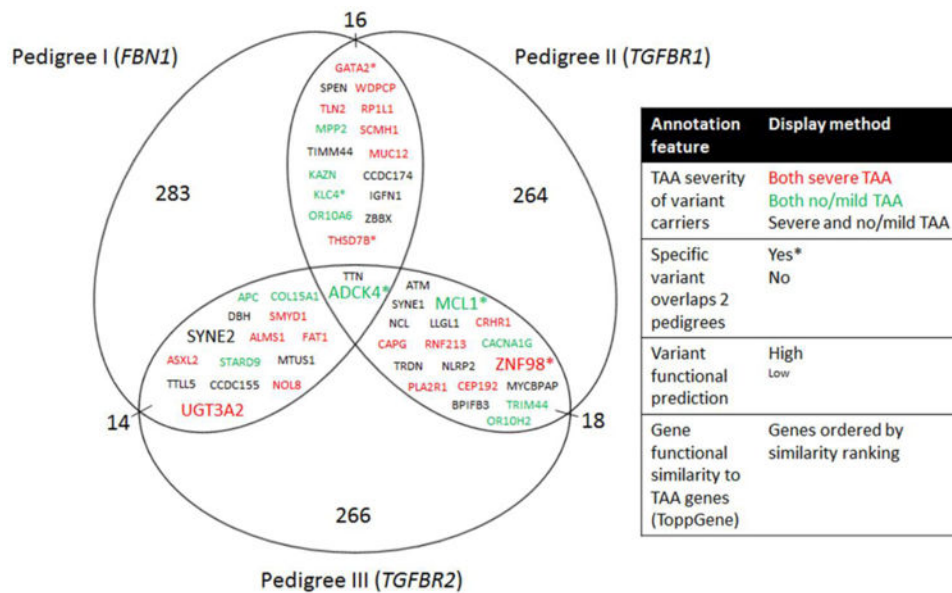 16
Pedigree I (FBN1)
Pedigree II (TGFBR1)
GATA2*
SPEN WDPCP
TLN2 RP1L1
MPP2 SCMH1
TIMM44 MUC12
KAZN CCDC174
KLC4* IGFN1
OR10A6 ZBBX
THSD7B*
283
264
TTN
ADCK4*
APC COL15A1
DBH SMYD1
SYNE2 ALMS1 FAT1
ASXL2 STARD9 MTUS1
TTLL5 CCDC155 NOL8
UGT3A2
ATM
SYNE1 MCL1*
NCL LLGL1 CRHR1
CAPG RNF213 CACNA1G
TRDN NLRP2 ZNF98*
PLA2R1 CEP192 MYCBPAP
BPIFB3 TRIM44
OR10H2
14
18
266
Pedigree III (TGFBR2)
Annotation feature Display method
TAA severity of variant carriers
Both severe TAA
Both no/mild TAA
Severe and no/mild TAA
Specific variant overlaps 2 pedigrees
Yes*
No
Variant functional prediction
High
Low
Gene functional similarity to TAA genes (ToppGene)
Genes ordered by similarity ranking